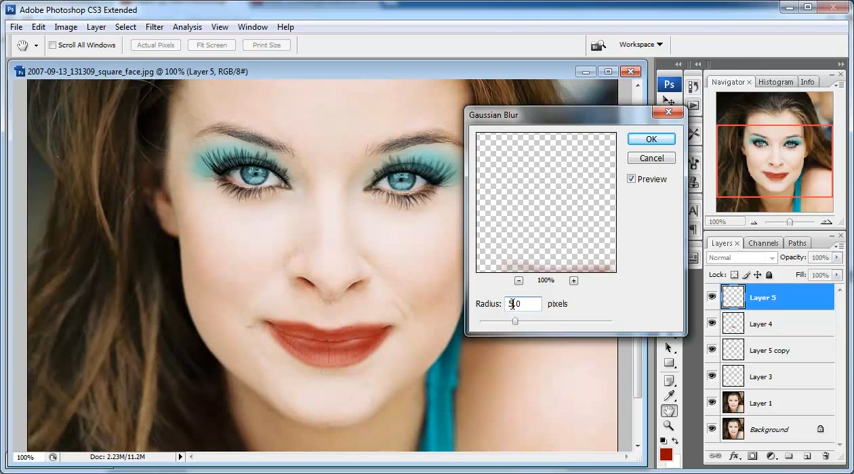 Ps Adobe Photoshop CS3 Extended
File Edit Image Layer Select Filter Analysis View Window Help
Scroll All Windows Actual Pixels Fit Screen Print Size Workspace
2007-09-13_131309_square_face.jpg @ 100% (Layer 5, RGB/8#)
Ps
Navigator Histogram Info
100%
Gaussian Blur
OK
Cancel
Preview
100%
Radius: 5.0 pixels
Layers Channels Paths
Normal Opacity: 100%
Lock: Fill: 100%
Layer 5
Layer 4
Layer 5 copy
Layer 3
Layer 1
Background
100% Doc: 2.23M/11.2M